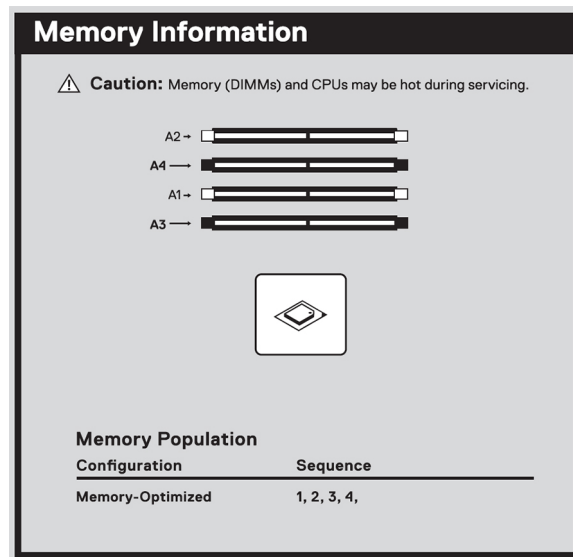 Memory Information
Caution: Memory (DIMMs) and CPUs may be hot during servicing.
A2
A4
A1
A3
Memory Population
Configuration Sequence
Memory-Optimized 1, 2, 3, 4,